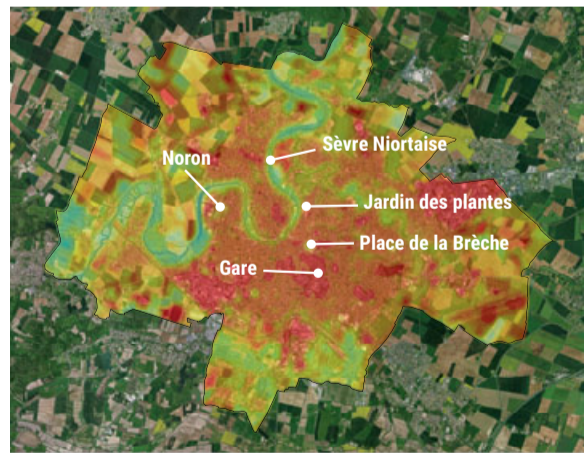 Sèvre Niortaise
Noron
Jardin des plantes
Place de la Brèche
Gare